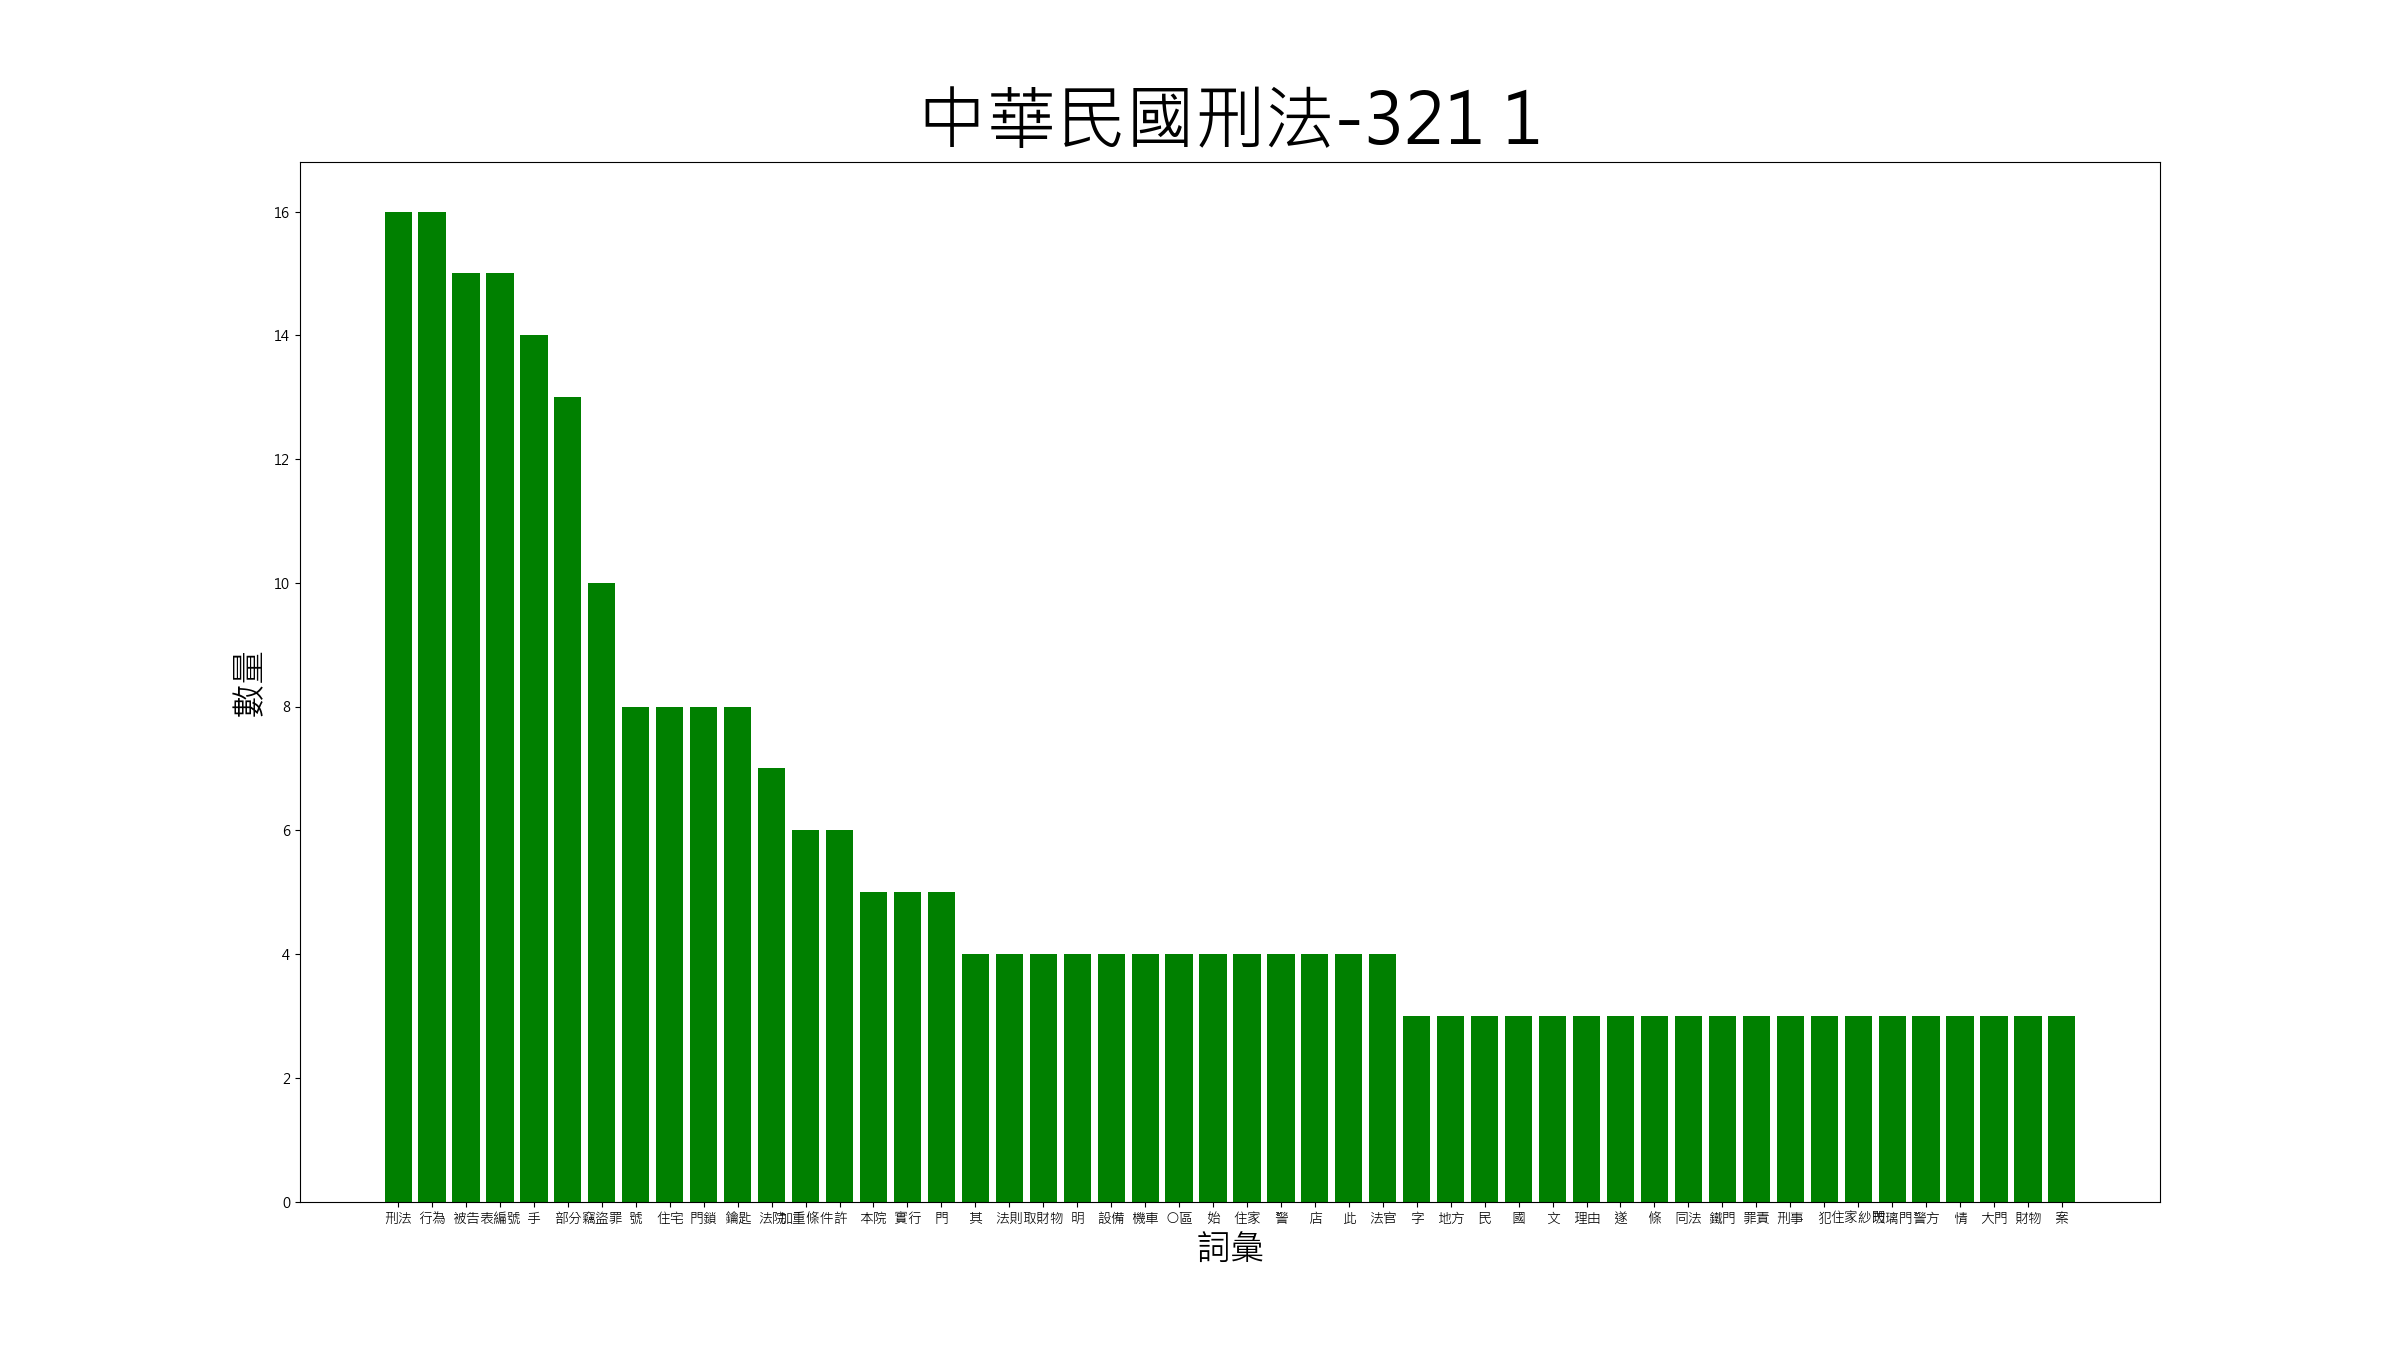 中華民國刑法-321 1
數量
16
14
12
10
8
6
4
2
0
刑法 行為 被告 表編號 手 部分 竊盜罪 號 住宅 門鎖 鑰匙 法院 加重條件 許 本院 實行 門 其 法則 取財物 明 設備 機車 〇區 始 住家 警 店 此 法官 字 地方 民 國 文 理由 遂 條 同法 鐵門 罪責 刑事 犯 住家紗門 玻璃門 警方 情 大門 財物 案
詞彙